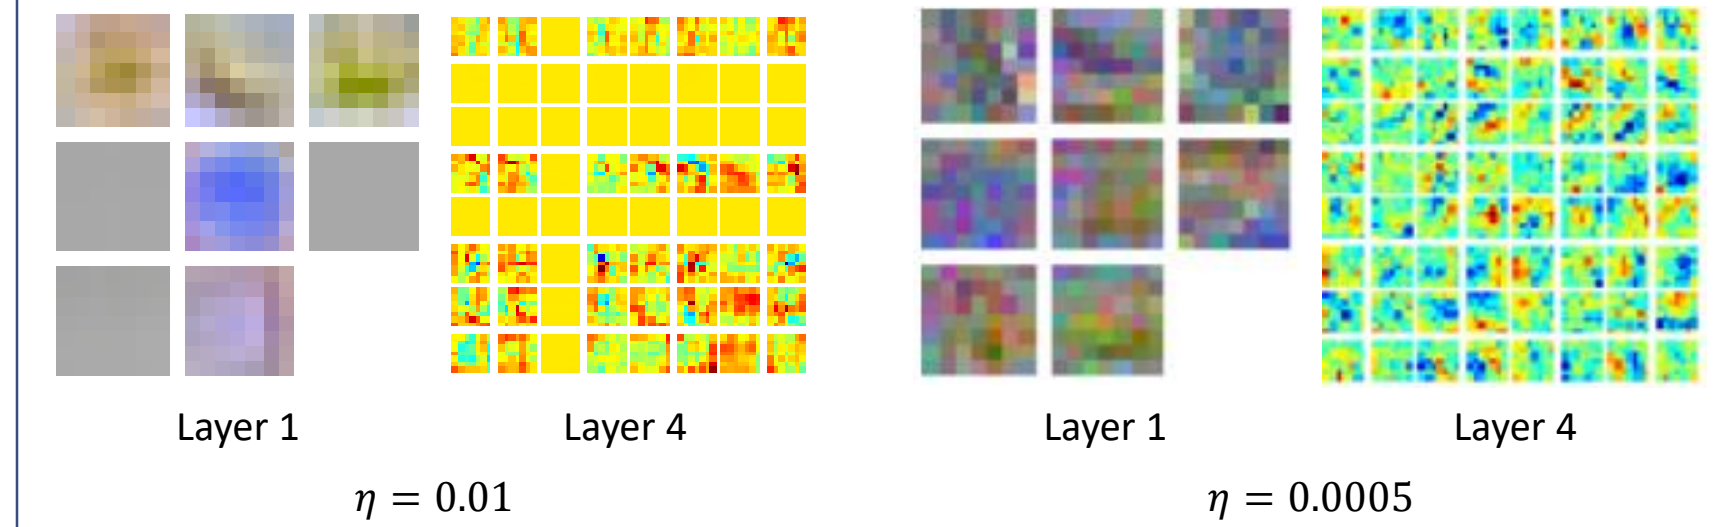 Layer 1 Layer 4 Layer 1 Layer 4
η = 0.01 η = 0.0005